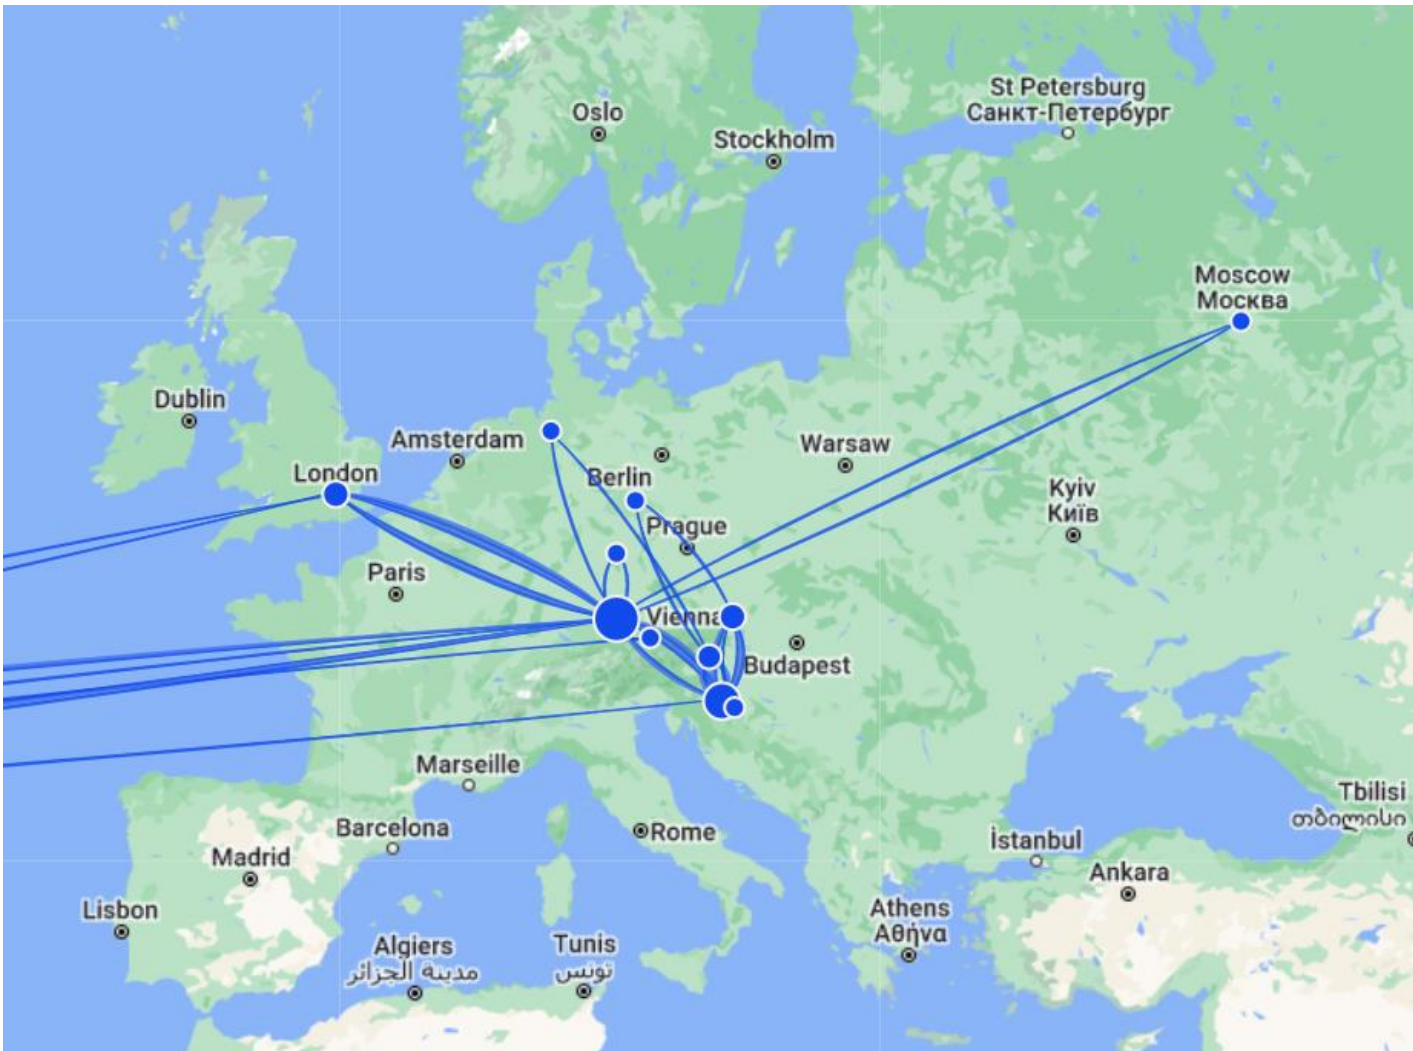 Oslo
Stockholm
St Petersburg
Санкт-Петербург
Moscow
Москва
Dublin
Amsterdam
London
Berlin
Warsaw
Kyiv
Київ
Prague
Paris
Vienna
Budapest
Marseille
Tbilisi
თბილისი
Barcelona
Rome
İstanbul
Madrid
Ankara
Lisbon
Athens
Αθήνα
Algiers
مدينة الجزائر
Tunis
تونس